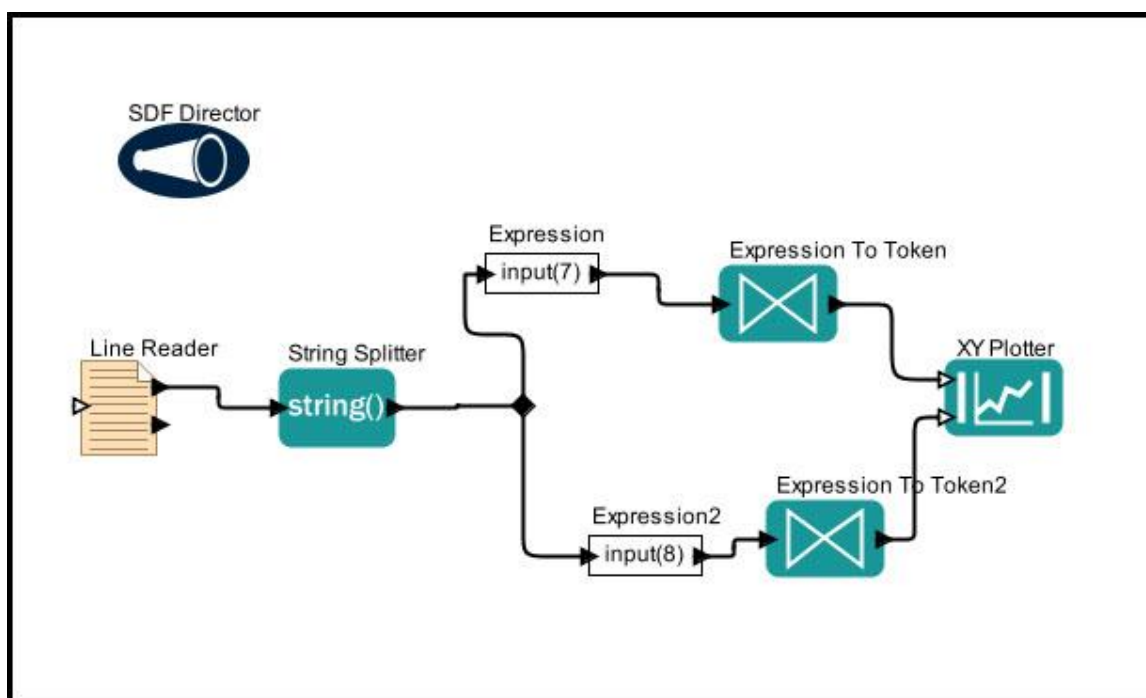 SDF Director
Expression
input(7)
Expression To Token
Line Reader
String Splitter
string()
XY Plotter
Expression2
input(8)
Expression To Token2